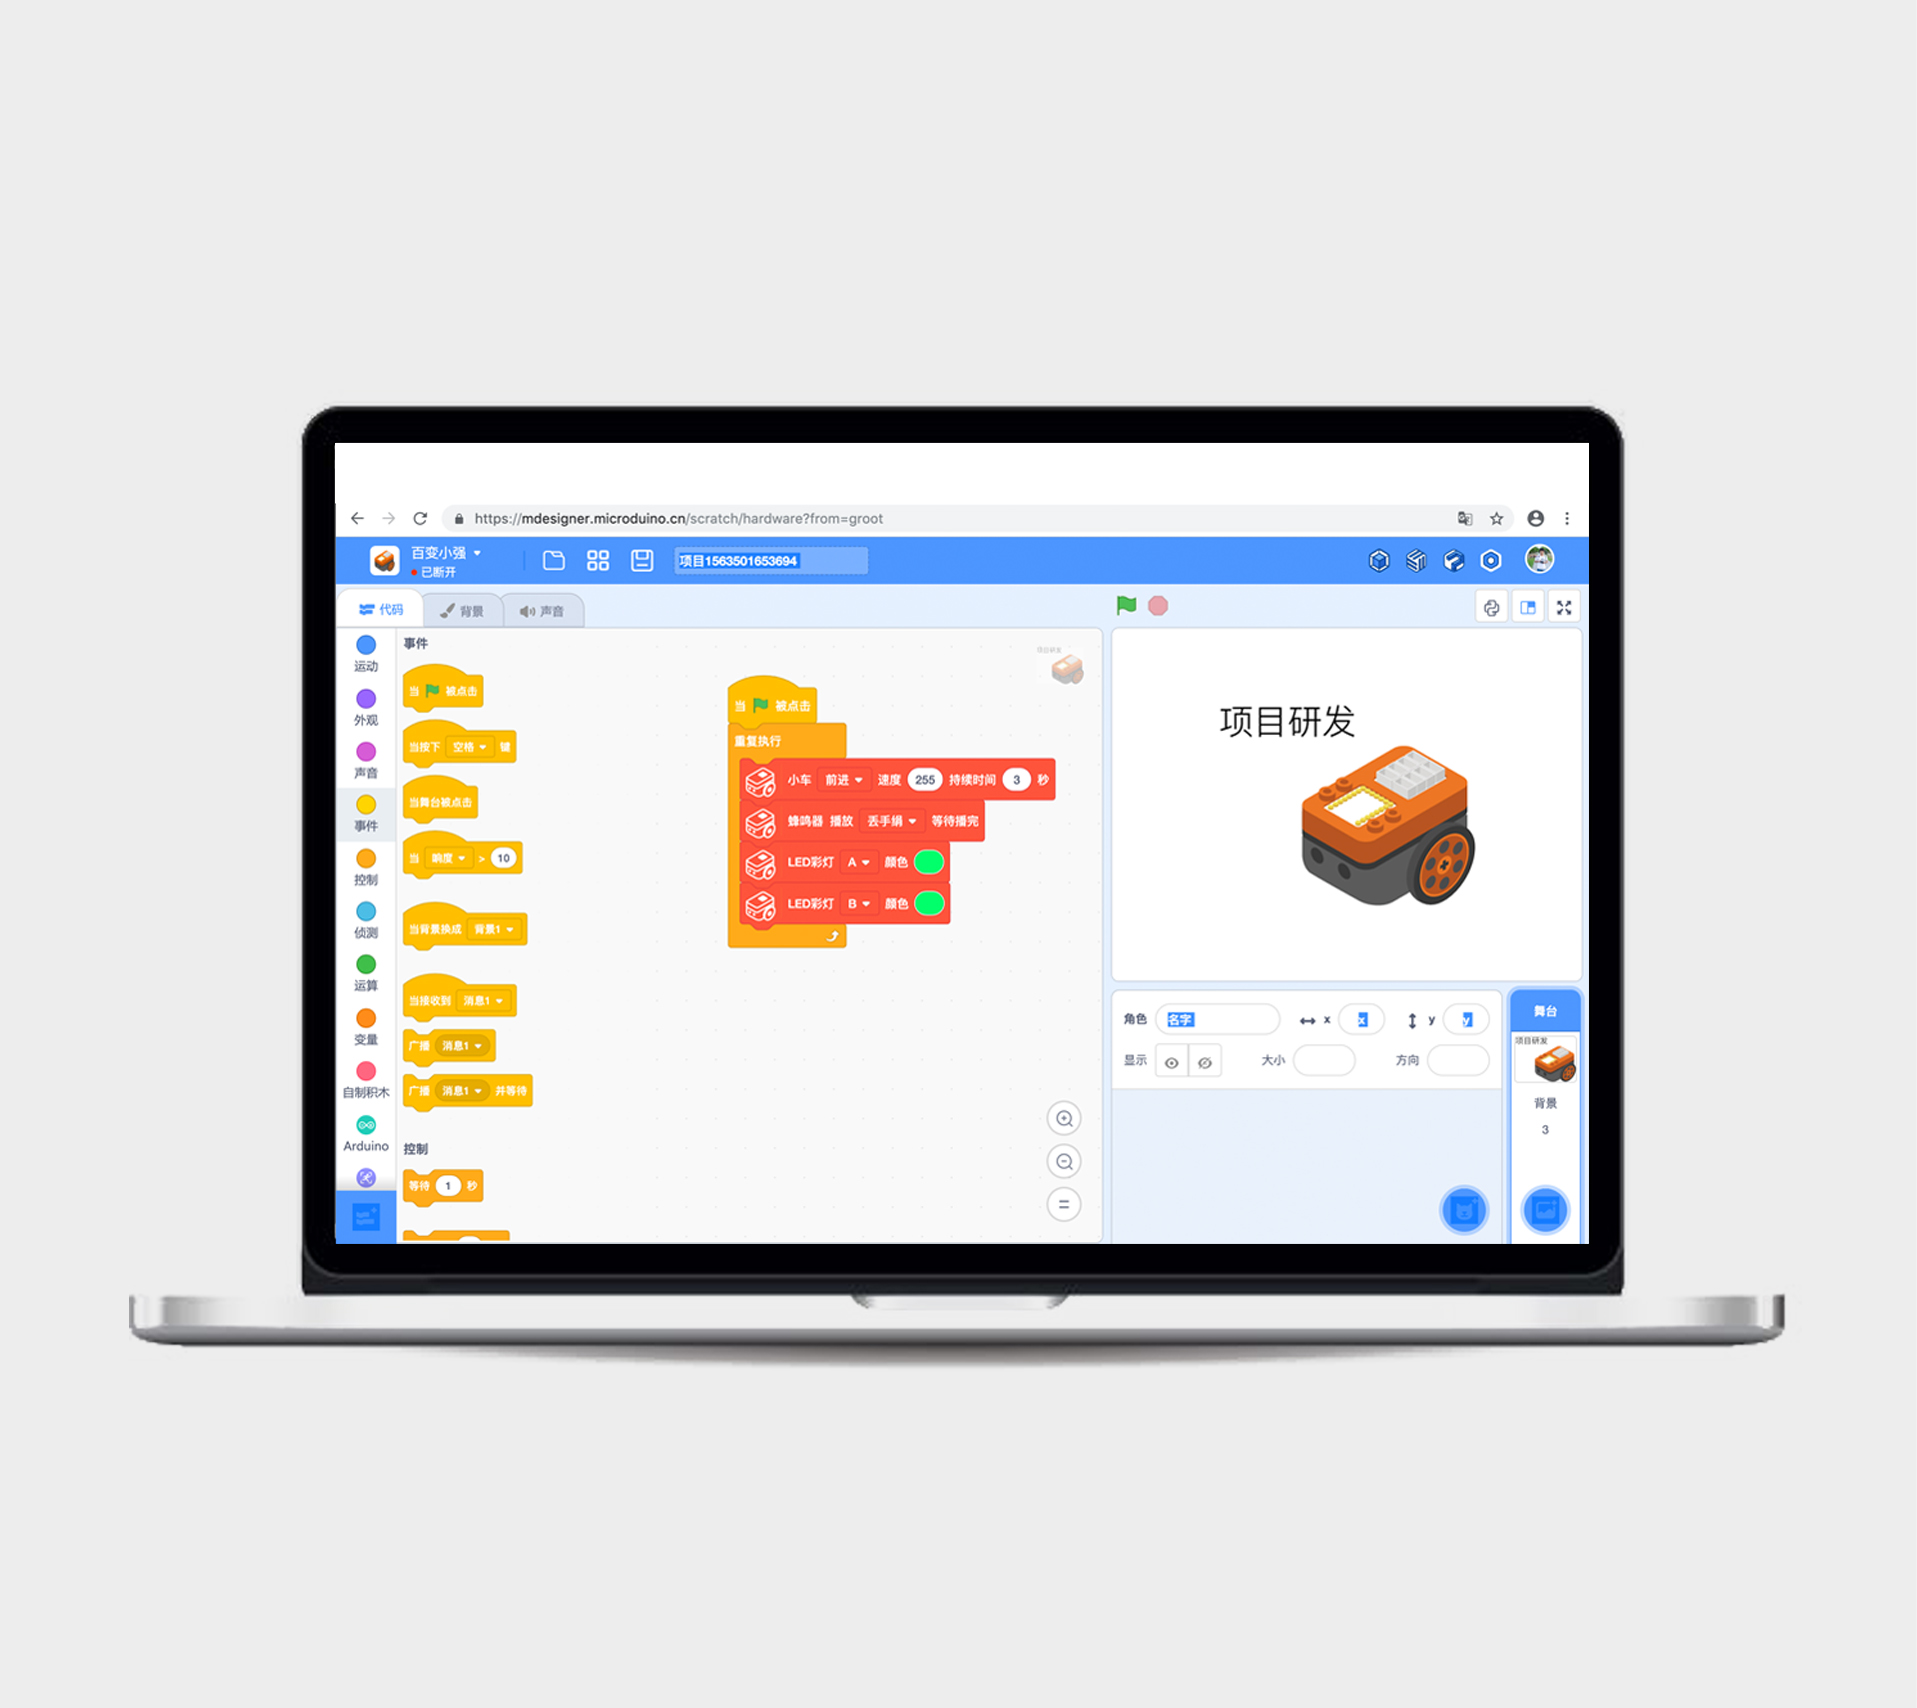 https://mdesigner.microduino.cn/scratch/hardware?from=groot
百变小强
已断开
项目1563501653694
代码
背景
声音
运动
外观
声音
事件
控制
侦测
运算
变量
自制积木
Arduino
事件
当 被点击
当按下 空格 键
当舞台被点击
当 响度 > 10
当背景换成 背景1
当接收到 消息1
广播 消息1
广播 消息1 并等待
控制
等待 1 秒
当 被点击
重复执行
小车 前进 速度 255 持续时间 3 秒
蜂鸣器 播放 丢手绢 等待播完
LED彩灯 A 颜色
LED彩灯 B 颜色
项目研发
项目研发
角色 名字 x x y y
显示 大小 方向
舞台
项目研发
背景
3